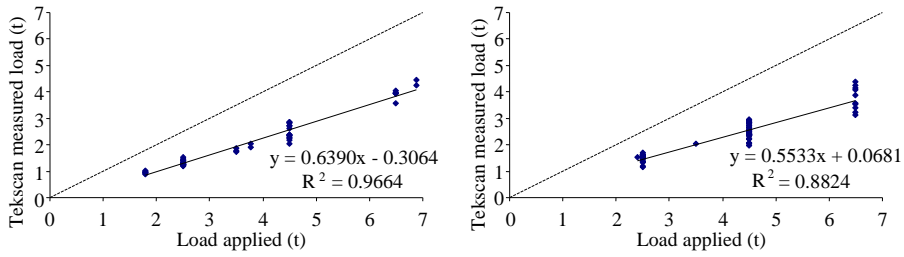 Tekscan measured load (t)
7
6
5
4
3
2
1
0
y = 0.6390x - 0.3064
R² = 0.9664
0 1 2 3 4 5 6 7
Load applied (t)
Tekscan measured load (t)
7
6
5
4
3
2
1
0
y = 0.5533x + 0.0681
R² = 0.8824
0 1 2 3 4 5 6 7
Load applied (t)